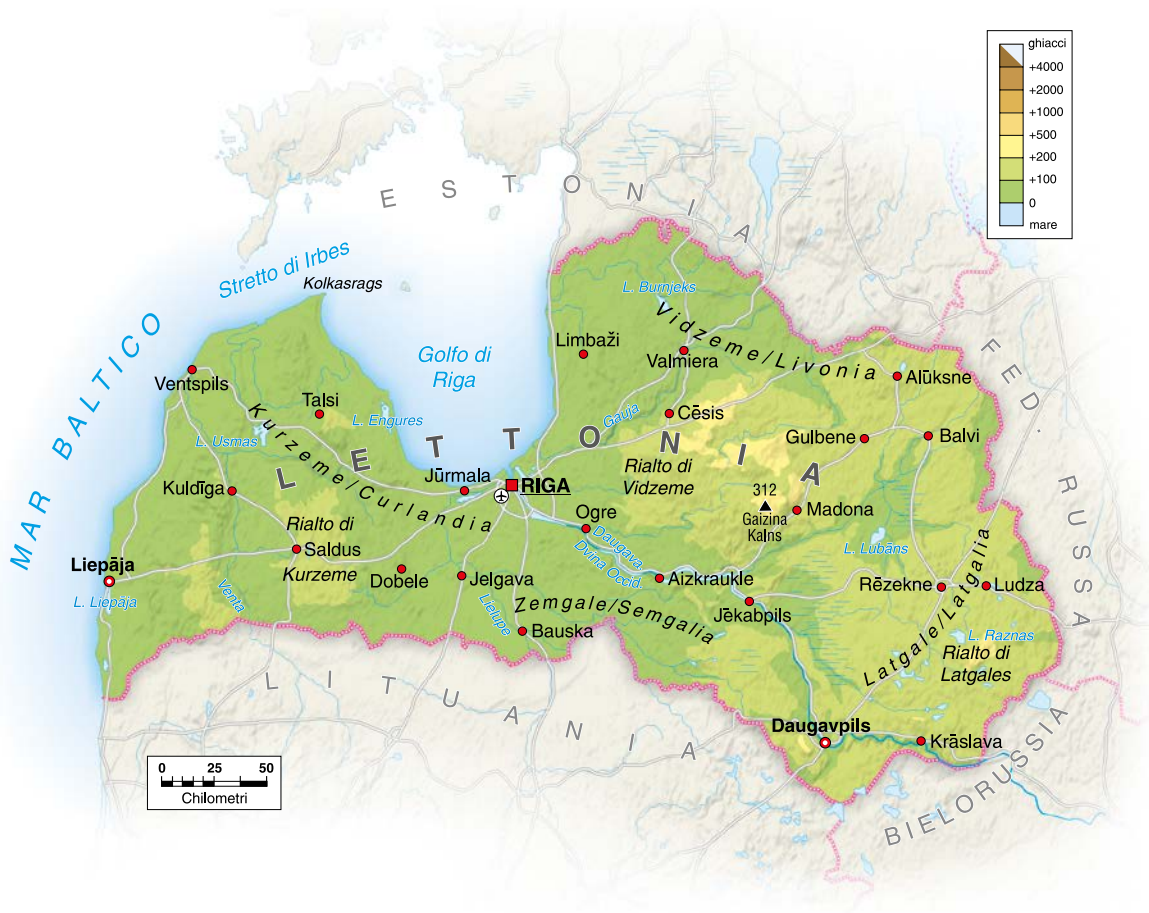 ghiacci
+4000
+2000
+1000
+500
+200
+100
0
mare
ESTONIA
Stretto di Irbes
Kolkasrags
MAR BALTICO
Golfo di
Riga
L. Burnjeks
Vidzeme/Livonia
Limbaži
Valmiera
Alūksne
FED. RUSSA
Ventspils
Talsi
L. Engures
L. Usmas
Kurzeme/Curlandia
Gauja
Cēsis
Gulbene
Balvi
LETTONIA
Rialto di
Vidzeme
Kuldīga
Jūrmala
RIGA
312
Gaizina
Kalns
Madona
Ogre
Rialto di
Kurzeme
Saldus
Daugava
Dvina Occid.
L. Lubāns
Liepāja
L. Liepāja
Venta
Dobele
Jelgava
Lielupe
Aizkraukle
Jēkabpils
Rēzekne
Ludza
Zemgale/Semgalia
Bauska
Latgale/Latgalia
L. Raznas
Rialto di
Latgales
LITUANIA
Daugavpils
Krāslava
BIELORUSSIA
0 25 50
Chilometri